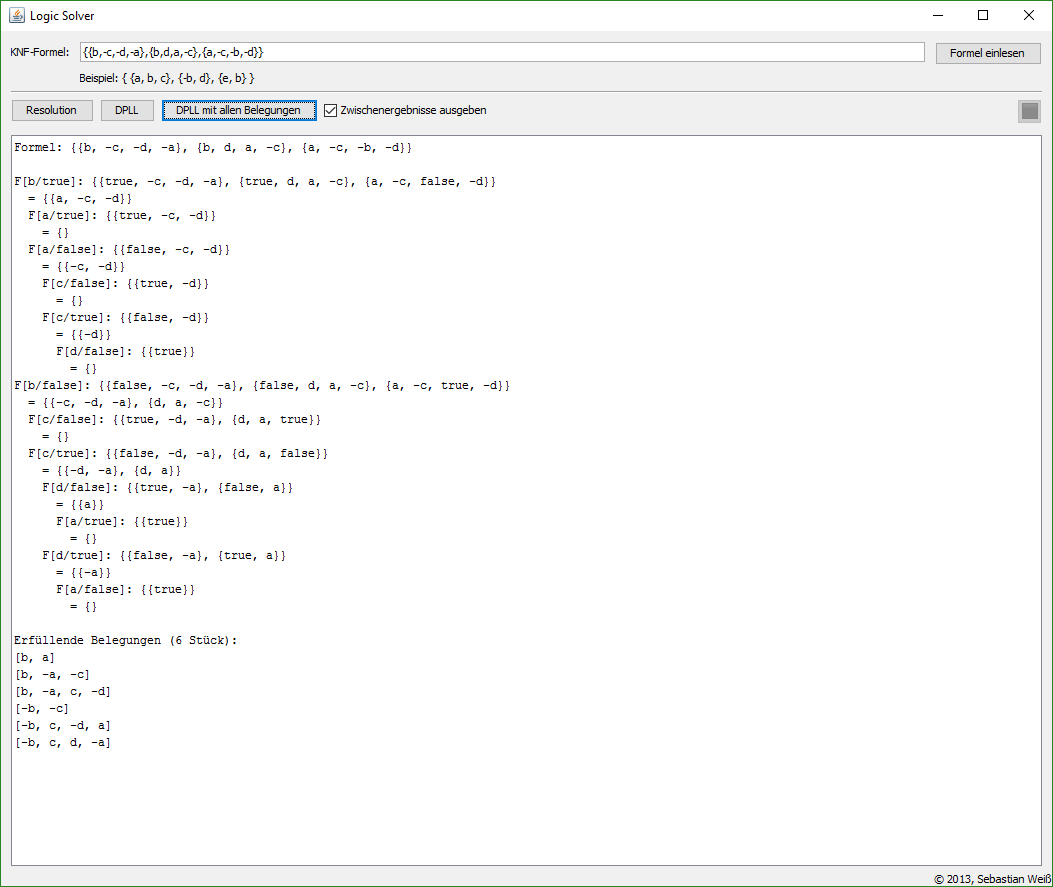 Logic Solver
KNF-Formel: {{b,-c,-d,-a},{b,d,a,-c},{a,-c,-b,-d}} Formel einlesen
Beispiel: { {a, b, c}, {-b, d}, {e, b} }
Resolution DPLL DPLL mit allen Belegungen Zwischenergebnisse ausgeben
Formel: {{b, -c, -d, -a}, {b, d, a, -c}, {a, -c, -b, -d}}
F[b/true]: {{true, -c, -d, -a}, {true, d, a, -c}, {a, -c, false, -d}}
= {{a, -c, -d}}
F[a/true]: {{true, -c, -d}}
= {}
F[a/false]: {{false, -c, -d}}
= {{-c, -d}}
F[c/false]: {{true, -d}}
= {}
F[c/true]: {{false, -d}}
= {{-d}}
F[d/false]: {{true}}
= {}
F[b/false]: {{false, -c, -d, -a}, {false, d, a, -c}, {a, -c, true, -d}}
= {{-c, -d, -a}, {d, a, -c}}
F[c/false]: {{true, -d, -a}, {d, a, true}}
= {}
F[c/true]: {{false, -d, -a}, {d, a, false}}
= {{-d, -a}, {d, a}}
F[d/false]: {{true, -a}, {false, a}}
= {{a}}
F[a/true]: {{true}}
= {}
F[d/true]: {{false, -a}, {true, a}}
= {{-a}}
F[a/false]: {{true}}
= {}
Erfüllende Belegungen (6 Stück):
[b, a]
[b, -a, -c]
[b, -a, c, -d]
[-b, -c]
[-b, c, -d, a]
[-b, c, d, -a]
© 2013, Sebastian Weiß